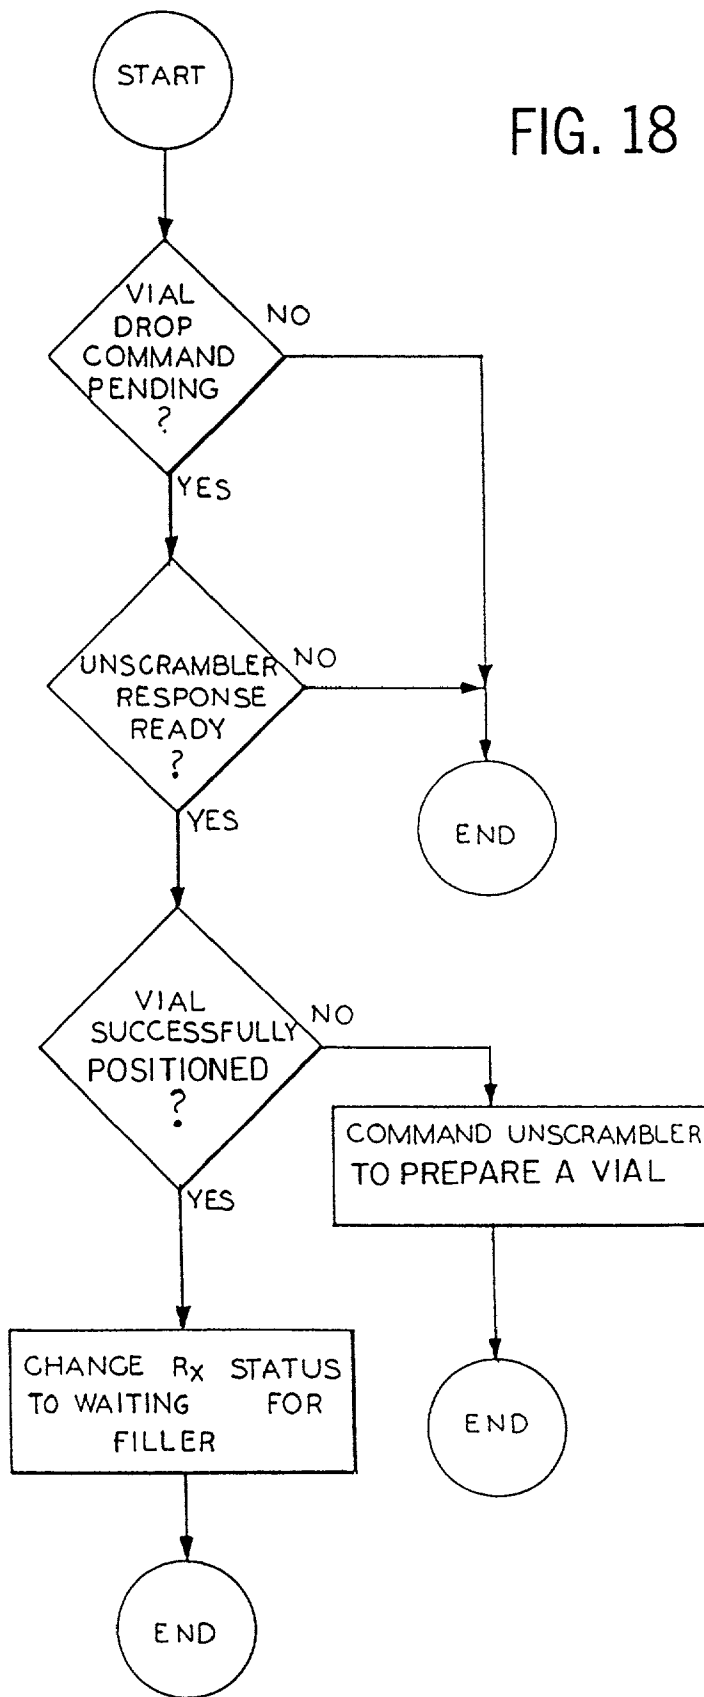 START
FIG. 18
VIAL
DROP
COMMAND
PENDING
?
NO
YES
UNSCRAMBLER
RESPONSE
READY
?
NO
YES
END
VIAL
SUCCESSFULLY
POSITIONED
?
NO
YES
COMMAND UNSCRAMBLER
TO PREPARE A VIAL
CHANGE Rx STATUS
TO WAITING FOR
FILLER
END
END